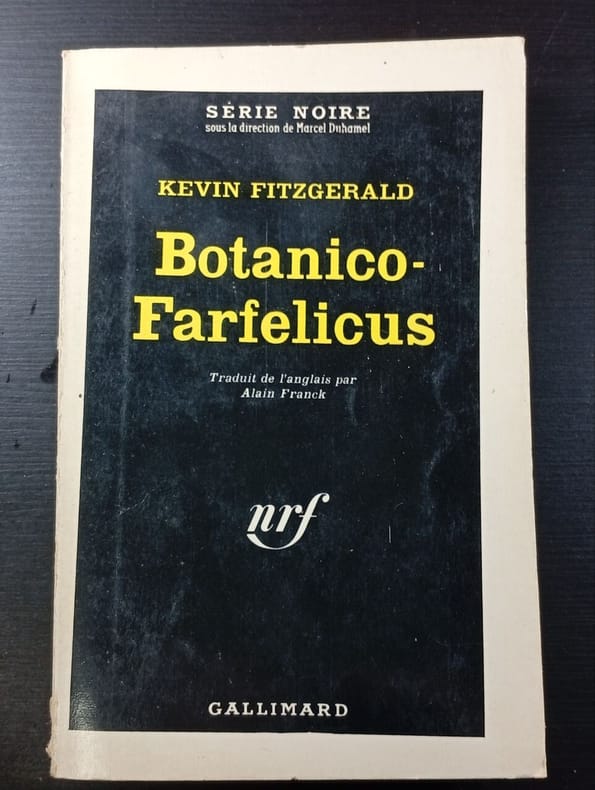 SÉRIE NOIRE
sous la direction de Marcel Duhamel
KEVIN FITZGERALD
Botanico-
Farfelicus
Traduit de l'anglais par
Alain Franck
nrf
GALLIMARD